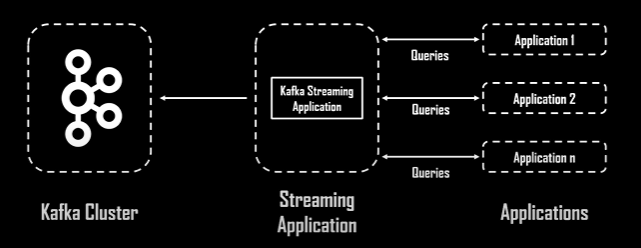 Application 1
Queries
Kafka Streaming
Application
Application 2
Queries
Application n
Queries
Kafka Cluster
Streaming
Application
Applications